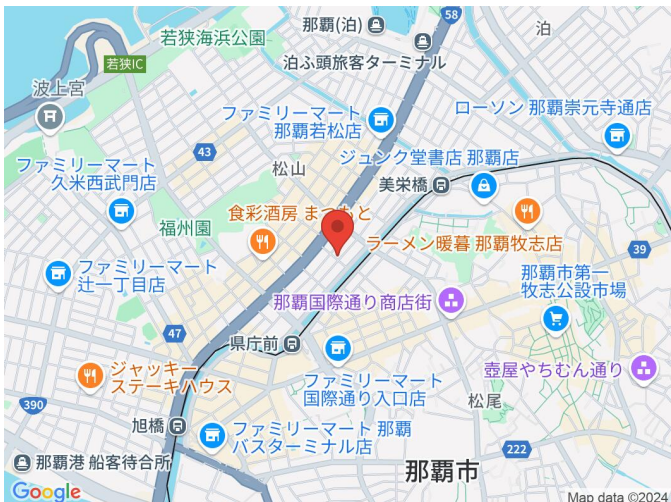 那覇(泊)
58
泊
若狭海浜公園
泊ふ頭旅客ターミナル
若狭IC
波上宮
ファミリーマート
那覇若松店
ローソン 那覇崇元寺通店
43
松山
ジュンク堂書店 那覇店
ファミリーマート
久米西武門店
美栄橋
福州園
食彩酒房 まつもと
ラーメン暖暮 那覇牧志店
39
ファミリーマート
辻一丁目店
那覇市第一
牧志公設市場
那覇国際通り商店街
47
県庁前
ジャッキー
ステーキハウス
ファミリーマート
国際通り入口店
壺屋やちむん通り
390
松尾
旭橋
ファミリーマート 那覇
バスターミナル店
222
那覇港 船客待合所
那覇市
Google
Map data ©2024